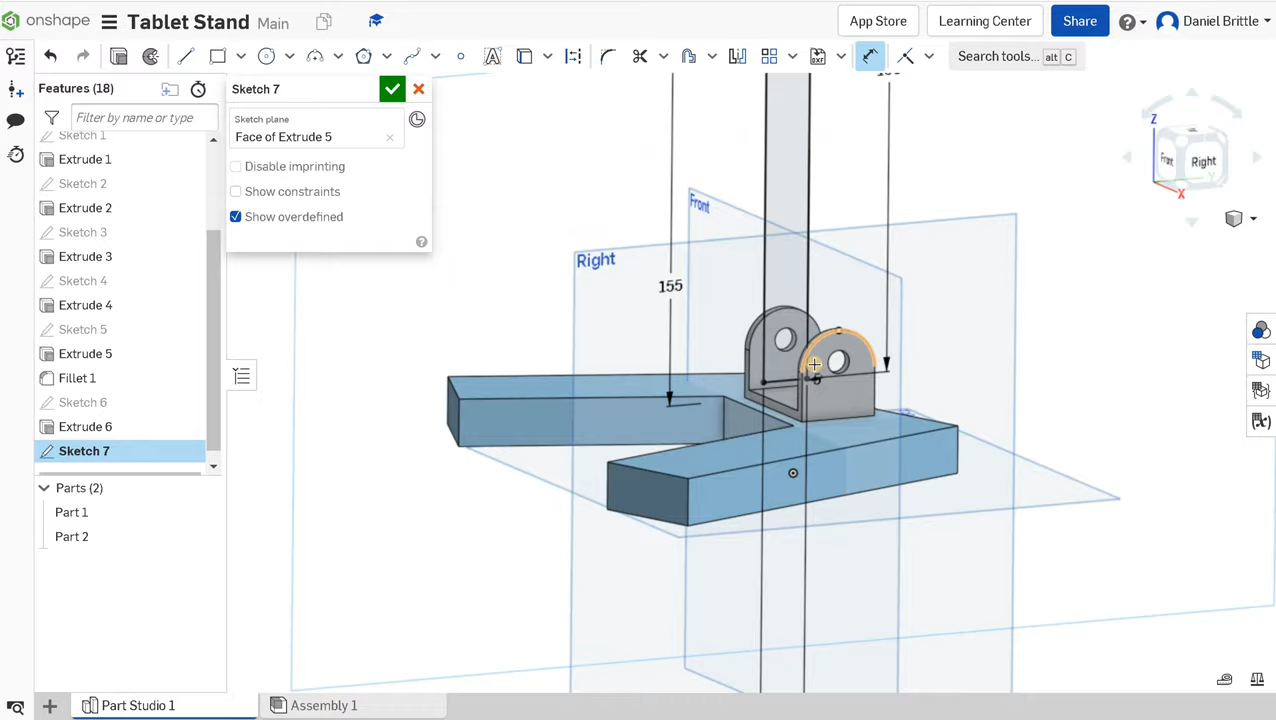 onshape
Tablet Stand Main
App Store
Learning Center
Share
Daniel Brittle
Search tools... alt C
Features (18)
Filter by name or type
Sketch 1
Extrude 1
Sketch 2
Extrude 2
Sketch 3
Extrude 3
Sketch 4
Extrude 4
Sketch 5
Extrude 5
Fillet 1
Sketch 6
Extrude 6
Sketch 7
Parts (2)
Part 1
Part 2
Sketch 7
Sketch plane
Face of Extrude 5
Disable imprinting
Show constraints
Show overdefined
Front
Right
155
Z
Front
Right
Y
X
Part Studio 1
Assembly 1